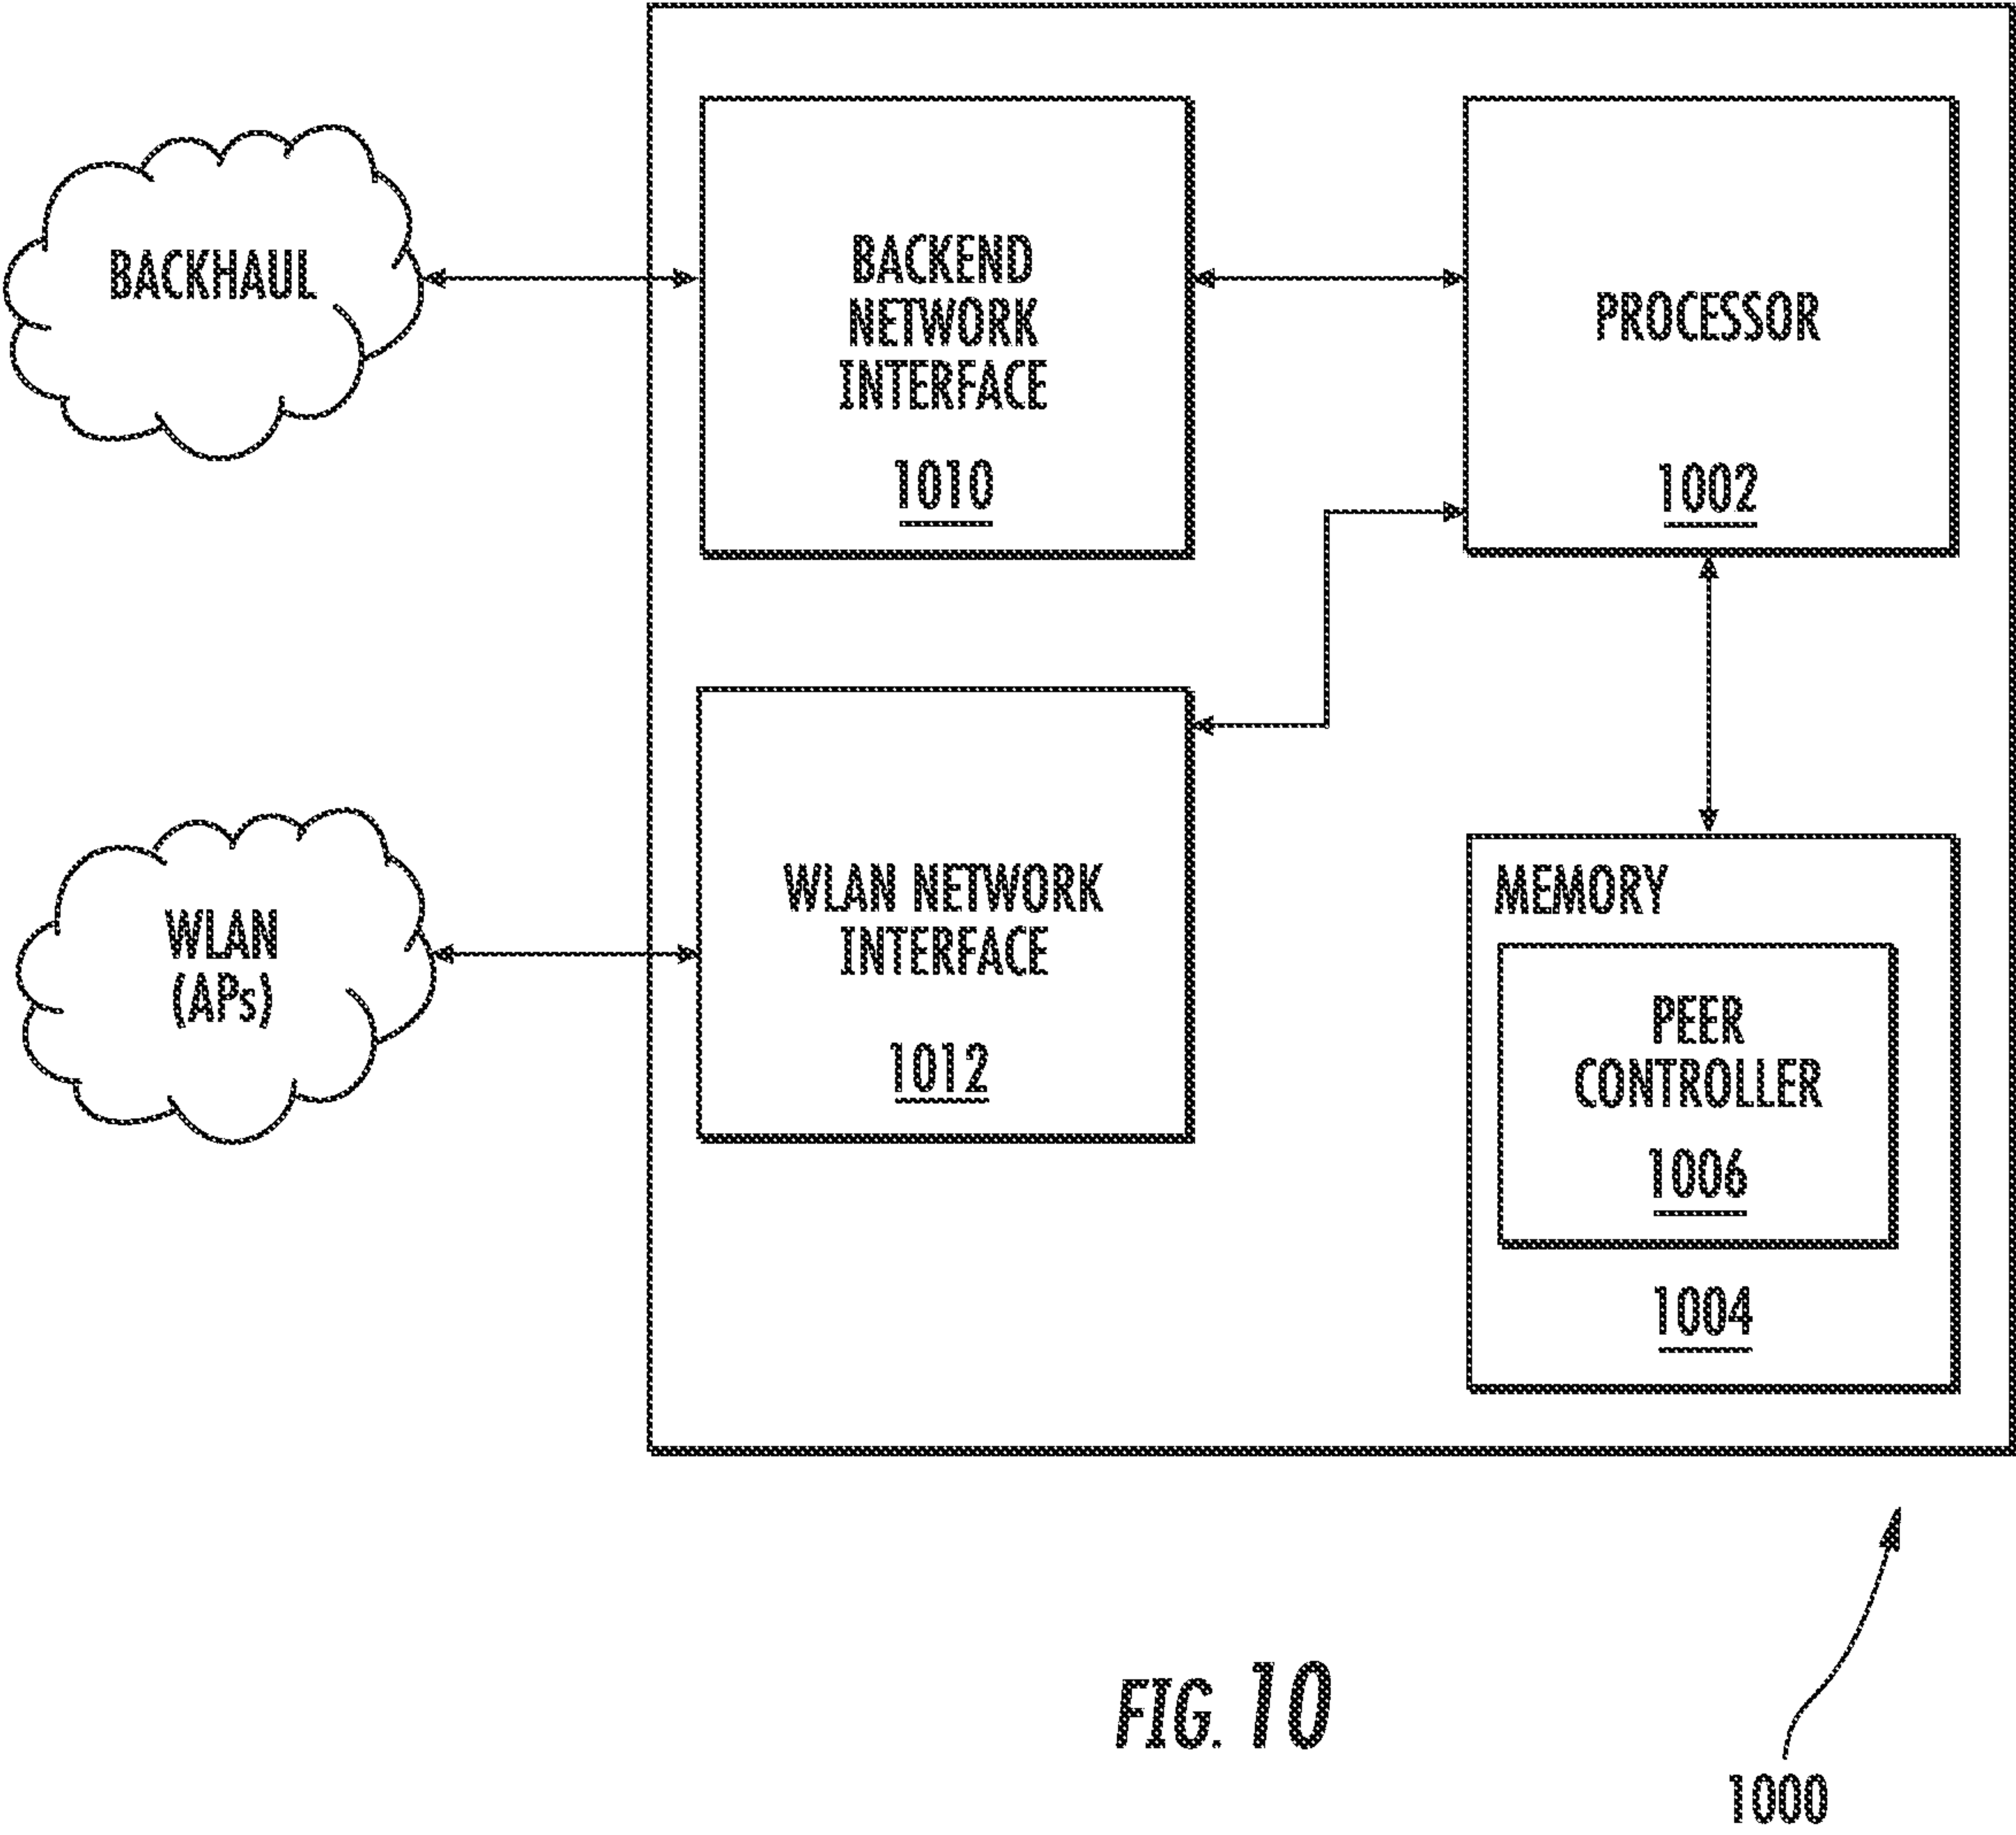 BACKHAUL
BACKEND
NETWORK
INTERFACE
1010
PROCESSOR
1002
WLAN
(APs)
WLAN NETWORK
INTERFACE
1012
MEMORY
PEER
CONTROLLER
1006
1004
FIG. 10
1000